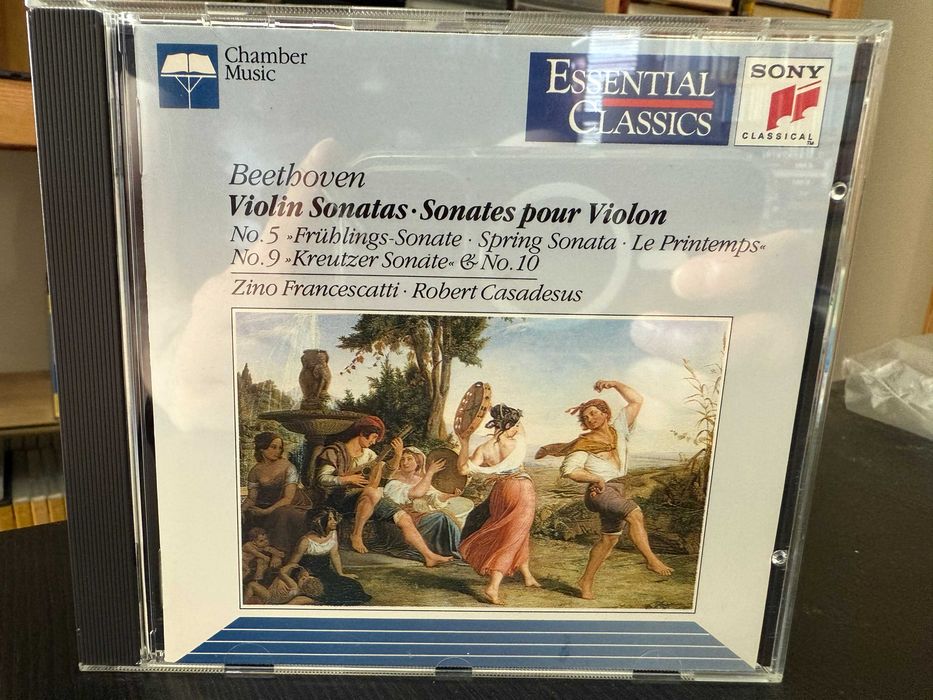 Chamber
Music
ESSENTIAL
CLASSICS
SONY
CLASSICAL™
Beethoven
Violin Sonatas · Sonates pour Violon
No. 5 »Frühlings-Sonate · Spring Sonata · Le Printemps«
No. 9 »Kreutzer Sonate« & No. 10
Zino Francescatti · Robert Casadesus